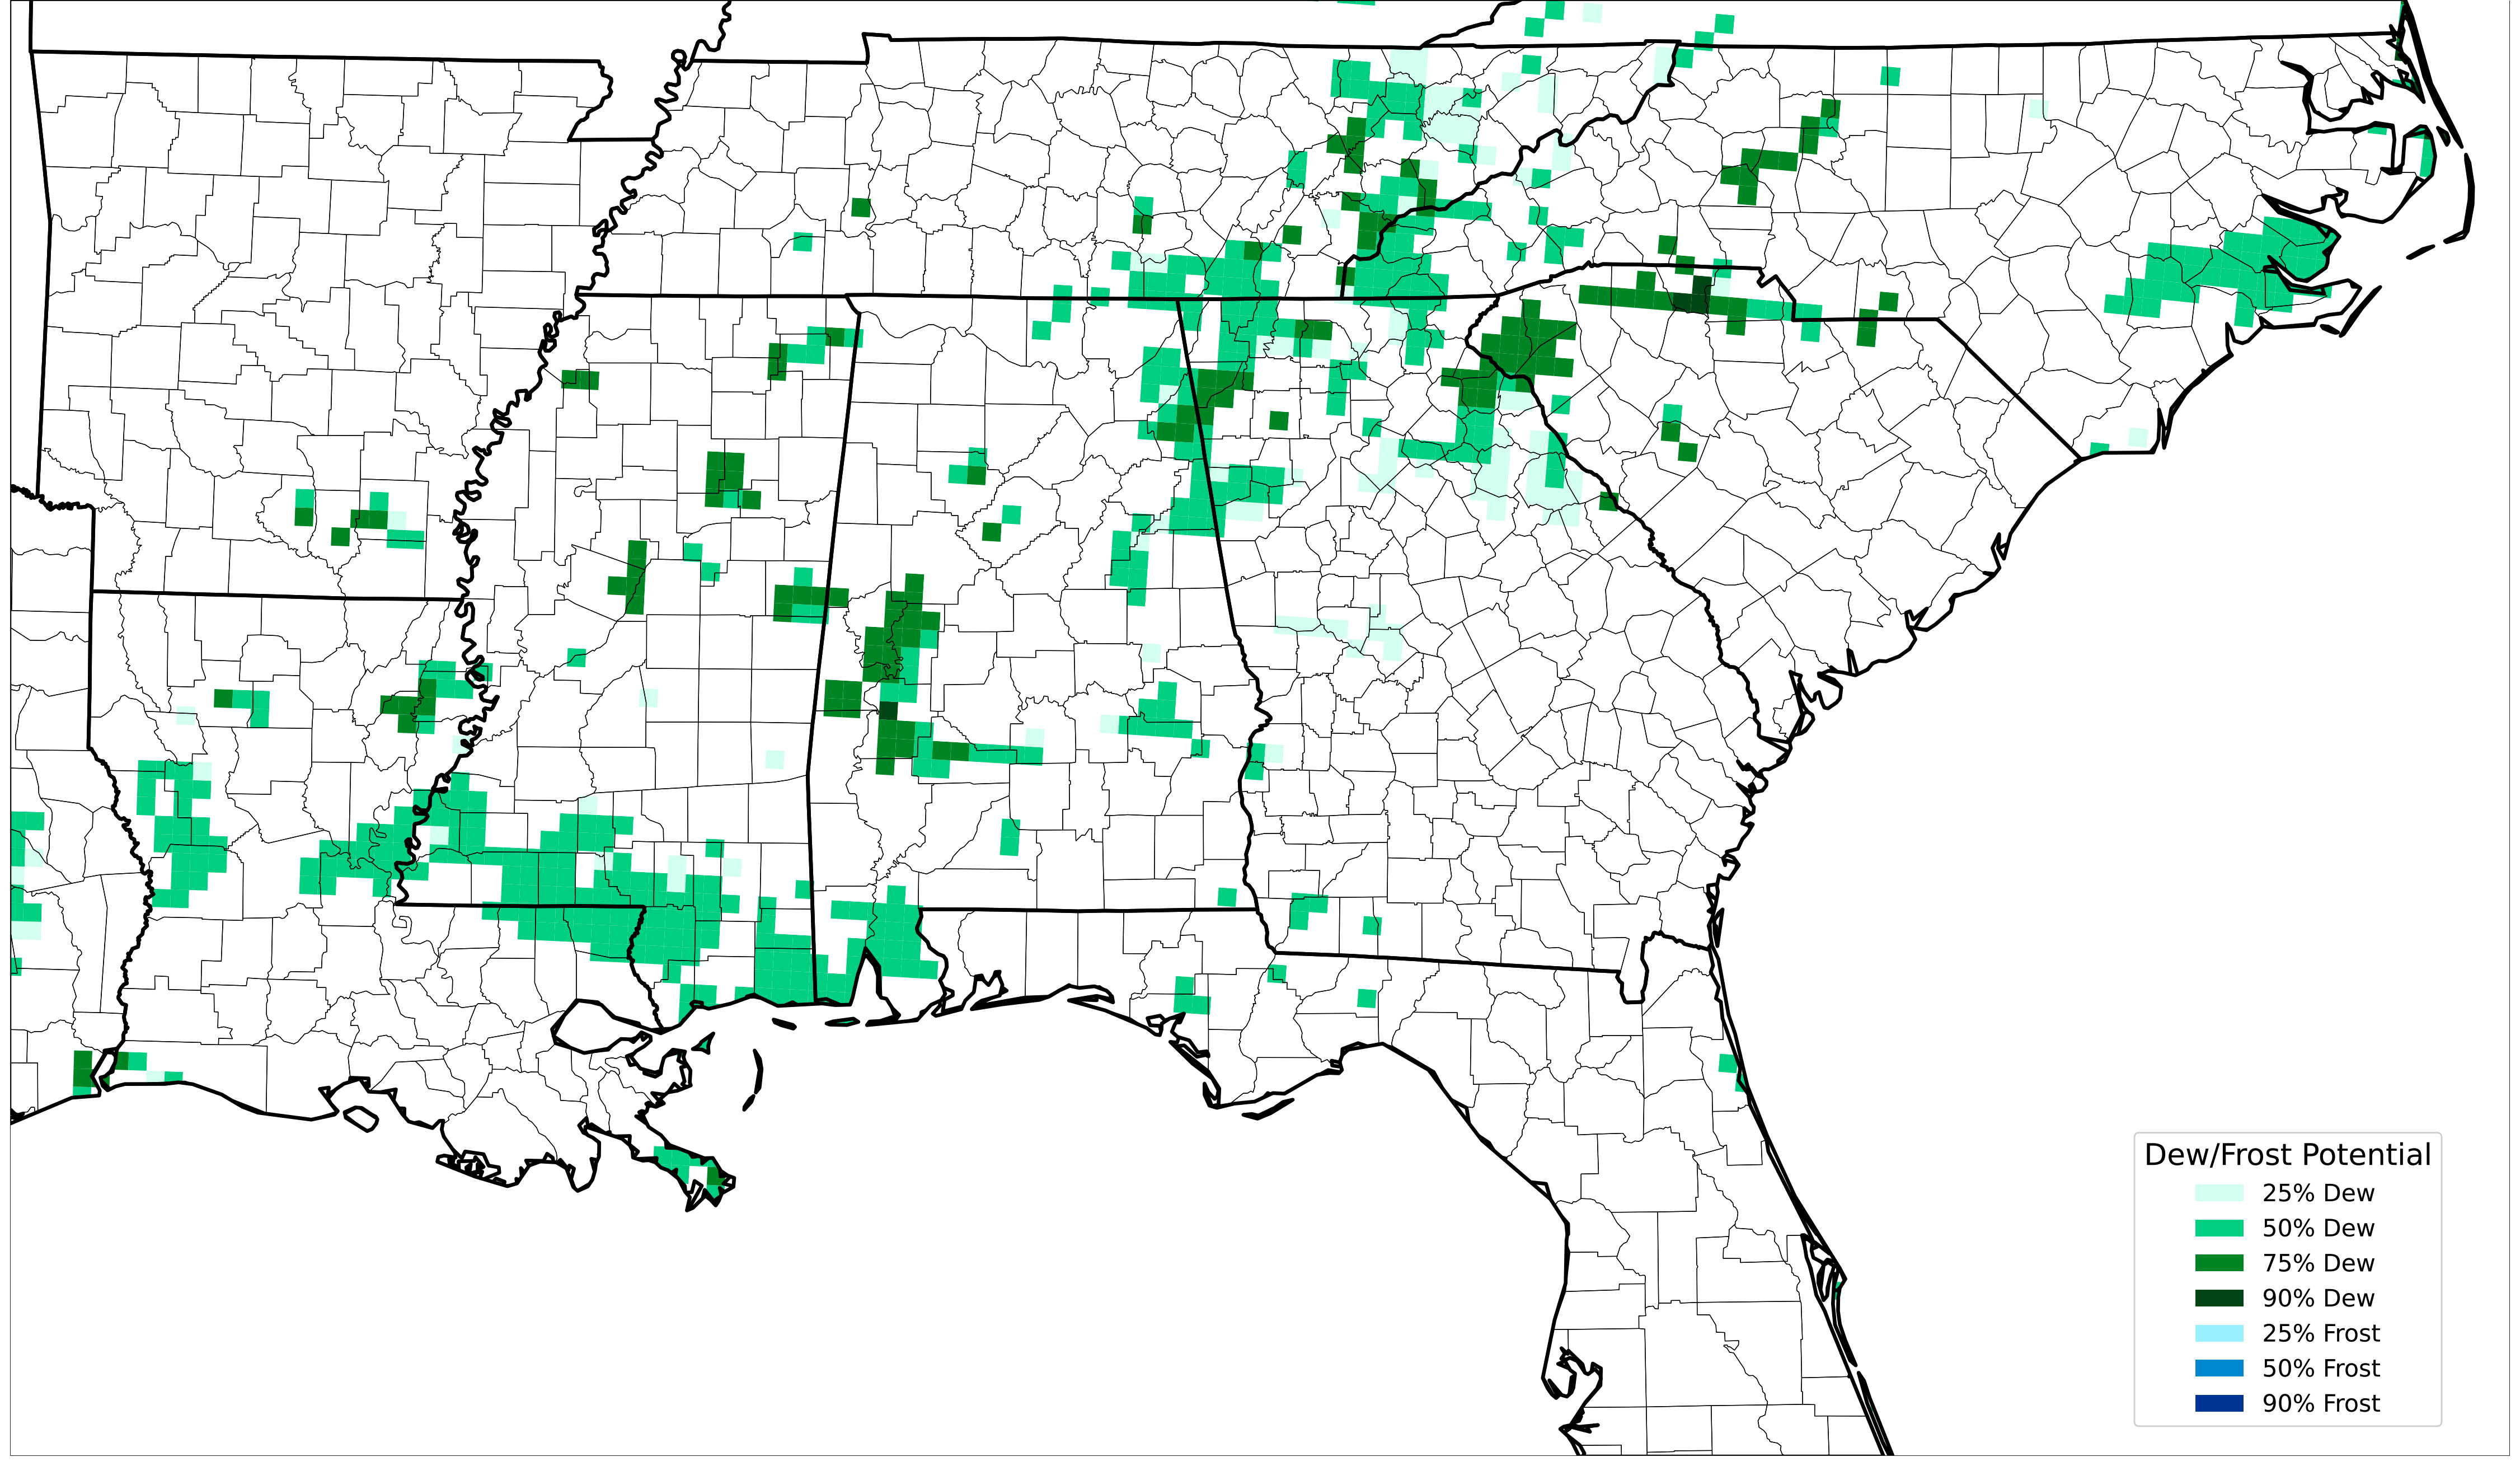 Dew/Frost Potential
25% Dew
50% Dew
75% Dew
90% Dew
25% Frost
50% Frost
90% Frost